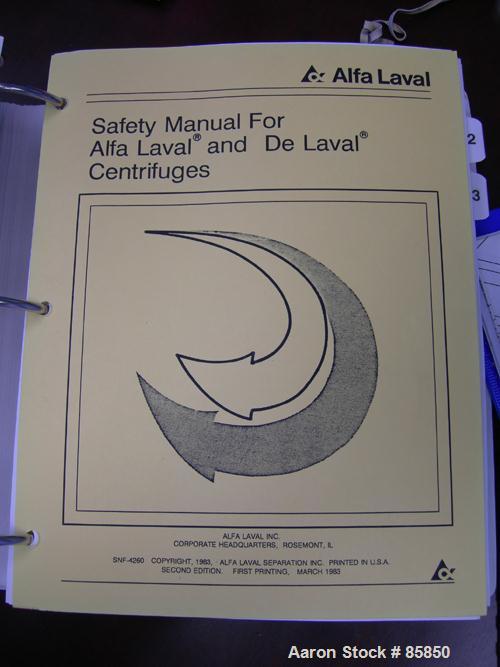 Alfa Laval
Safety Manual For
Alfa Laval® and De Laval®
Centrifuges
2
3
ALFA LAVAL INC.
CORPORATE HEADQUARTERS, ROSEMONT, IL
SNF-4260 COPYRIGHT, 1983, ALFA LAVAL SEPARATION INC. PRINTED IN U.S.A.
SECOND EDITION. FIRST PRINTING, MARCH 1983
Aaron Stock # 85850